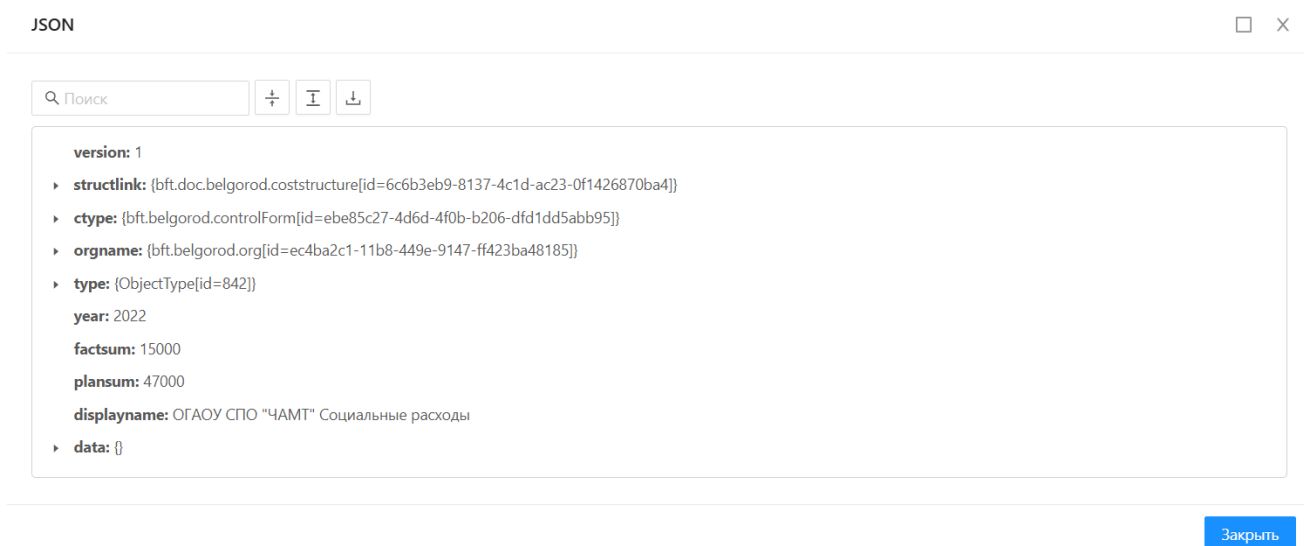 JSON
Поиск
version: 1
structlink: {bft.doc.belgorod.coststructure[id=6c6b3eb9-8137-4c1d-ac23-0f1426870ba4]}
ctype: {bft.belgorod.controlForm[id=ebe85c27-4d6d-4f0b-b206-dfd1dd5abb95]}
orgname: {bft.belgorod.org[id=ec4ba2c1-11b8-449e-9147-ff423ba48185]}
type: {ObjectType[id=842]}
year: 2022
factsum: 15000
plansum: 47000
displayname: ОГАОУ СПО "ЧАМТ" Социальные расходы
data: {}
Закрыть